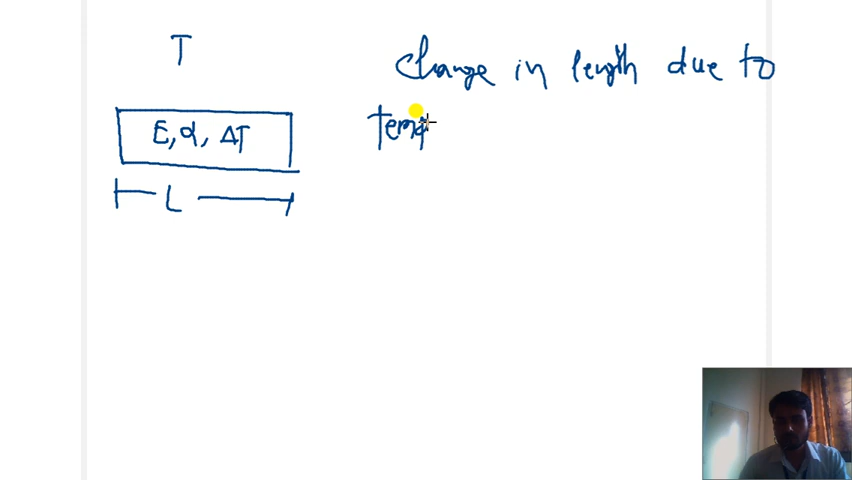 T
change in length due to
E, α, ΔT
temp
L